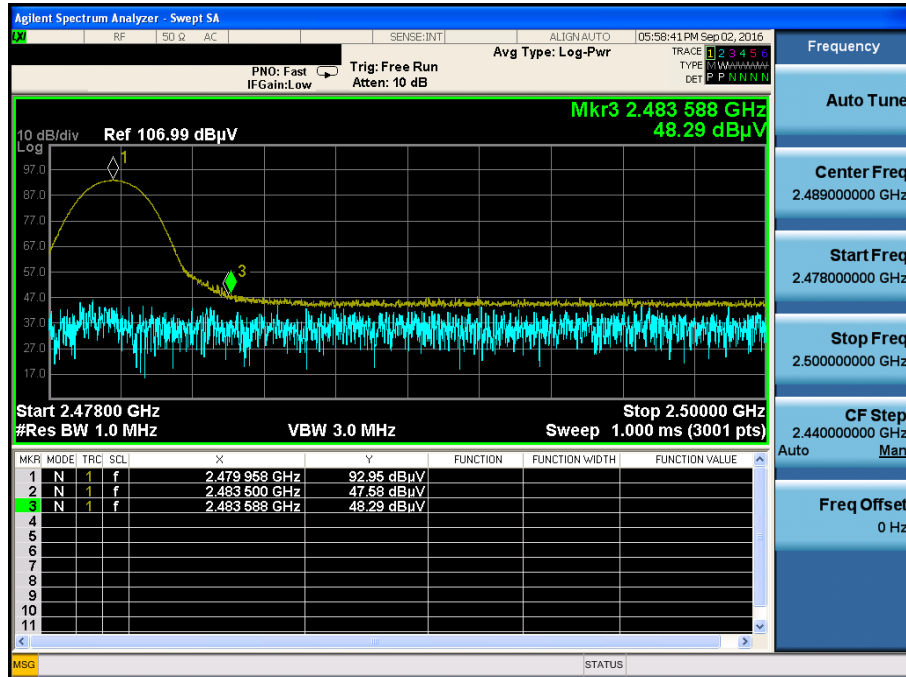 Agilent Spectrum Analyzer - Swept SA
LXI RF 50 Ω AC SENSE:INT ALIGN AUTO 05:58:41 PM Sep 02, 2016
Frequency
PNO: Fast Trig: Free Run Avg Type: Log-Pwr TRACE 1 2 3 4 5 6
IFGain:Low Atten: 10 dB TYPE M
DET P P N N N N
Auto Tune
Mkr3 2.483 588 GHz
48.29 dBµV
10 dB/div Ref 106.99 dBµV
Log
97.0
87.0
77.0
67.0
57.0
47.0
37.0
27.0
17.0
1
3
Center Freq
2.489000000 GHz
Start Freq
2.478000000 GHz
Stop Freq
2.500000000 GHz
CF Step
2.440000000 GHz
Auto Man
Freq Offset
0 Hz
Start 2.47800 GHz Stop 2.50000 GHz
#Res BW 1.0 MHz VBW 3.0 MHz Sweep 1.000 ms (3001 pts)
MKR MODE TRC SCL X Y FUNCTION FUNCTION WIDTH FUNCTION VALUE
1 N 1 f 2.479 958 GHz 92.95 dBµV
2 N 1 f 2.483 500 GHz 47.58 dBµV
3 N 1 f 2.483 588 GHz 48.29 dBµV
4
5
6
7
8
9
10
11
MSG STATUS